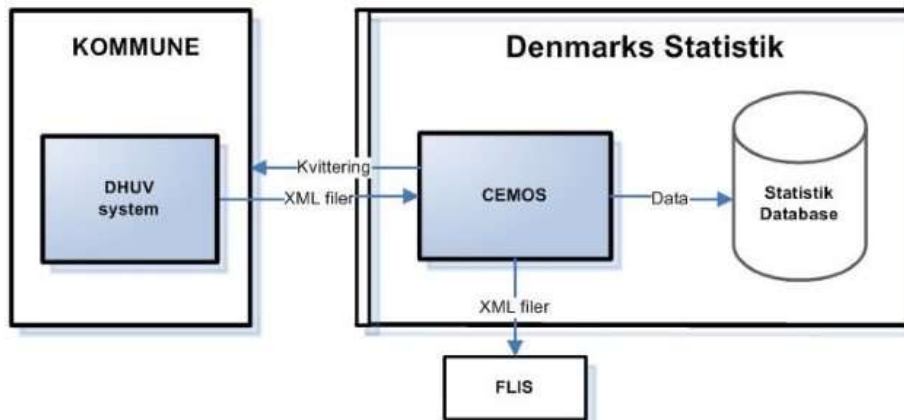 KOMMUNE
Denmarks Statistik
DHUV
system
Kvittering
XML filer
CEMOS
Data
Statistik
Database
XML filer
FLIS